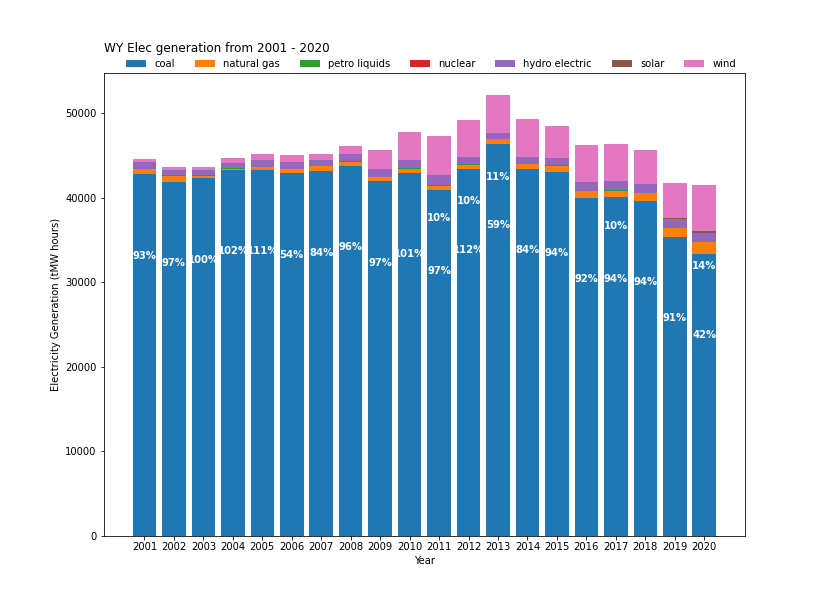 WY Elec generation from 2001 - 2020
coal natural gas petro liquids nuclear hydro electric solar wind
50000
40000
30000
20000
10000
0
Electricity Generation (tMW hours)
11%
10% 10%
59% 10%
93% 97% 100% 102% 111% 54% 84% 96% 97% 101% 97% 112% 84% 94% 92% 94% 94% 91% 14%
42%
2001 2002 2003 2004 2005 2006 2007 2008 2009 2010 2011 2012 2013 2014 2015 2016 2017 2018 2019 2020
Year